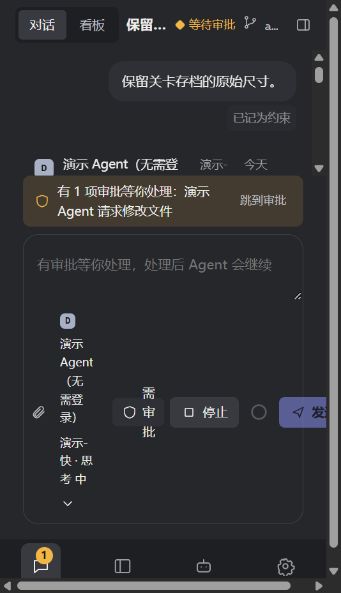 对话 看板 保留... 等待审批 a...
保留关卡存档的原始尺寸。
已记为约束
D 演示 Agent（无需登 演示- 今天
有 1 项审批等你处理：演示
Agent 请求修改文件
跳到审批
有审批等你处理，处理后 Agent 会继续
D
演示
Agent
（无
需登
录）
演示-
快 · 思
考 中
需
审
批
停止
1